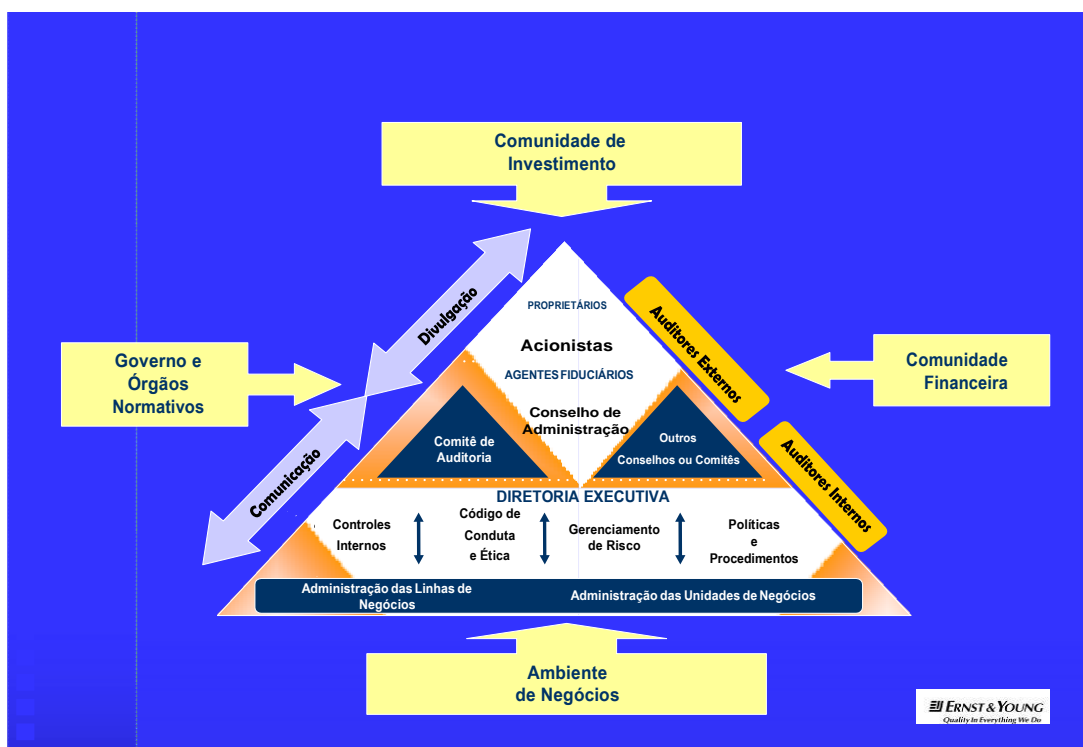 Comunidade de
Investimento
Divulgação
PROPRIETÁRIOS
Acionistas
AGENTES FIDUCIÁRIOS
Conselho de
Administração
Auditores Externos
Governo e
Órgãos
Normativos
Comunidade
Financeira
Comitê de
Auditoria
Outros
Conselhos ou Comitês
Comunicação
Auditores Internos
DIRETORIA EXECUTIVA
Controles
Internos
Código de
Conduta
e Ética
Gerenciamento
de Risco
Políticas
e
Procedimentos
Administração das Linhas de
Negócios
Administração das Unidades de Negócios
Ambiente
de Negócios
ERNST & YOUNG
Quality In Everything We Do